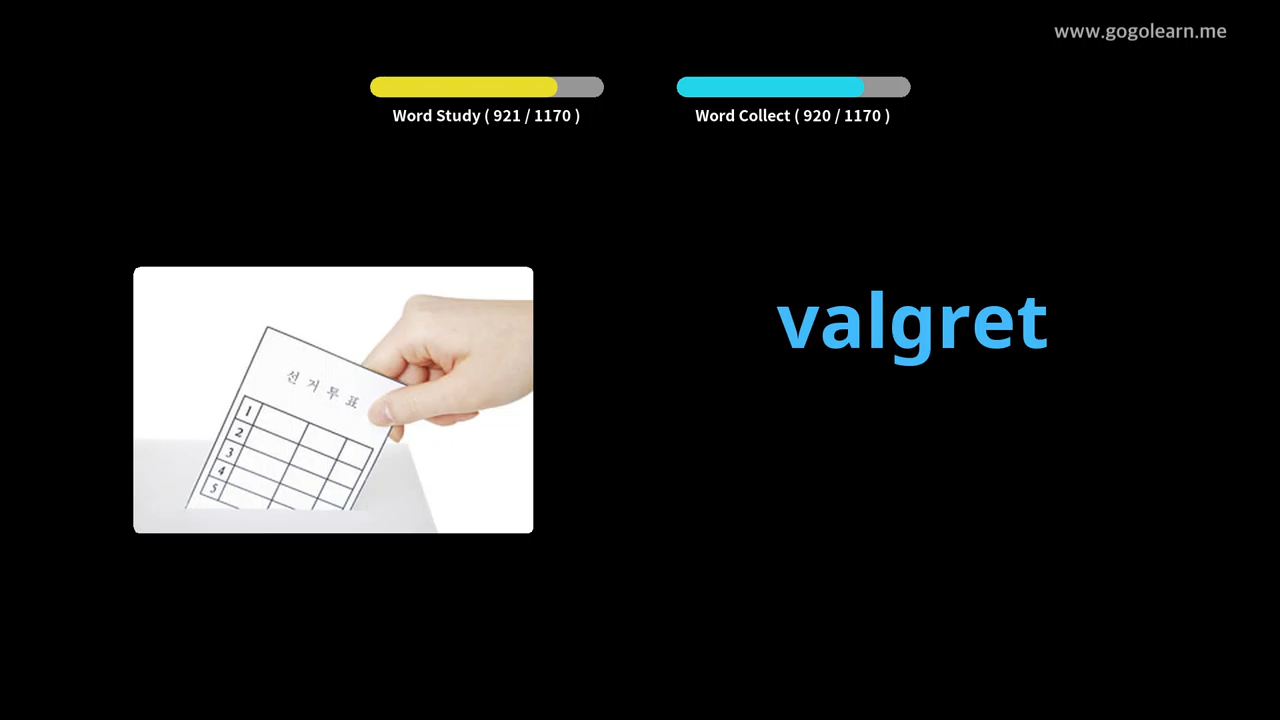 www.gogolearn.me
Word Study ( 921 / 1170 )
Word Collect ( 920 / 1170 )
valgret
선거투표
1
2
3
4
5